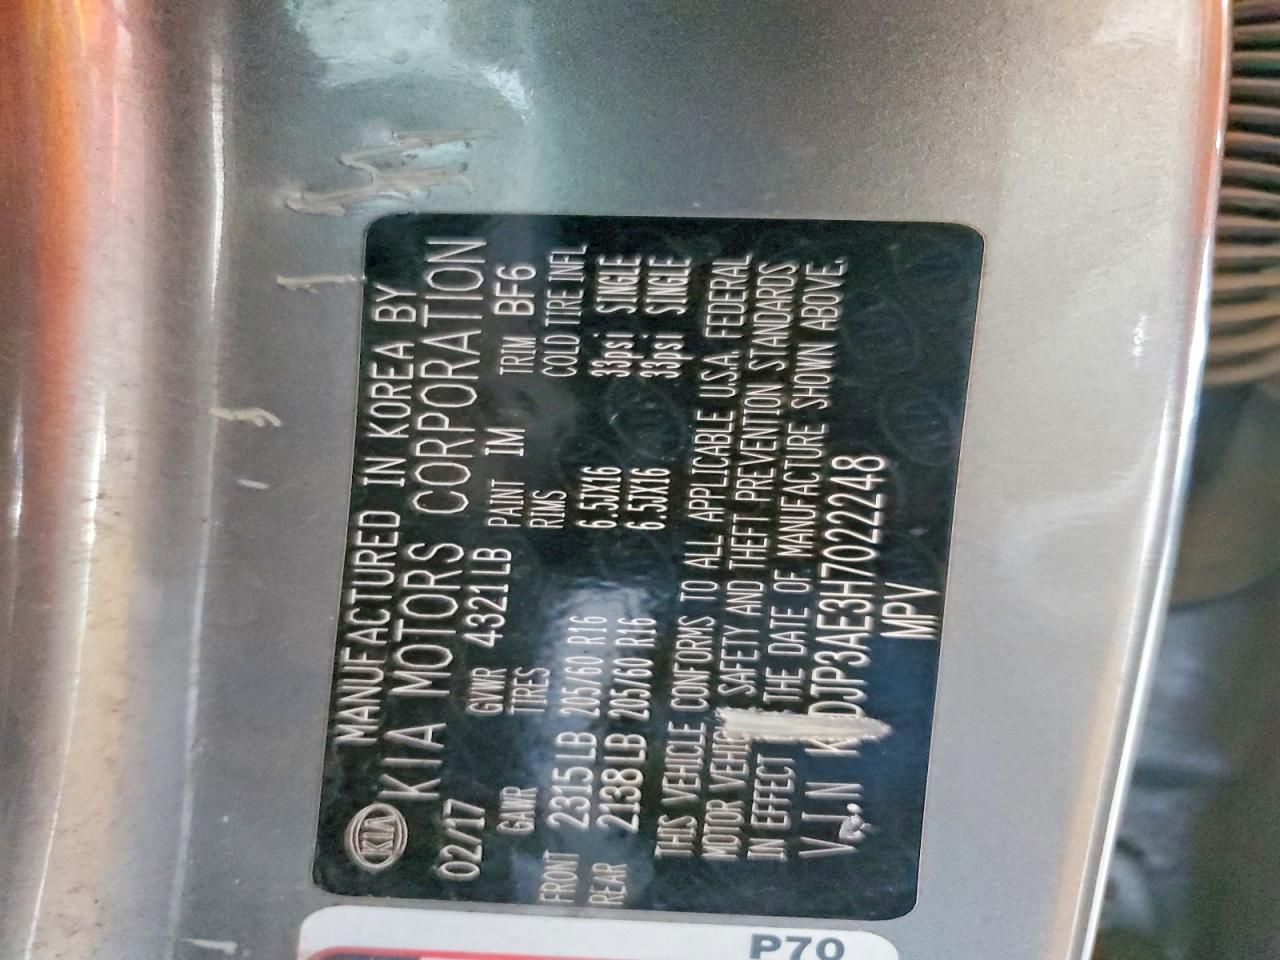 KIA
MANUFACTURED IN KOREA BY
KIA MOTORS CORPORATION
02/17 GVWR 4321LB PAINT IM TRIM BF6
GAWR TIRES RIMS COLD TIRE INFL
FRONT 2315LB 205/60 R16 6.5JX16 33psi SINGLE
REAR 2138LB 205/60 R16 6.5JX16 33psi SINGLE
THIS VEHICLE CONFORMS TO ALL APPLICABLE U.S.A. FEDERAL
MOTOR VEHIC SAFETY AND THEFT PREVENTION STANDARDS
IN EFFECT THE DATE OF MANUFACTURE SHOWN ABOVE.
V.I.N K DJP3AE3H7022248
MPV
P70